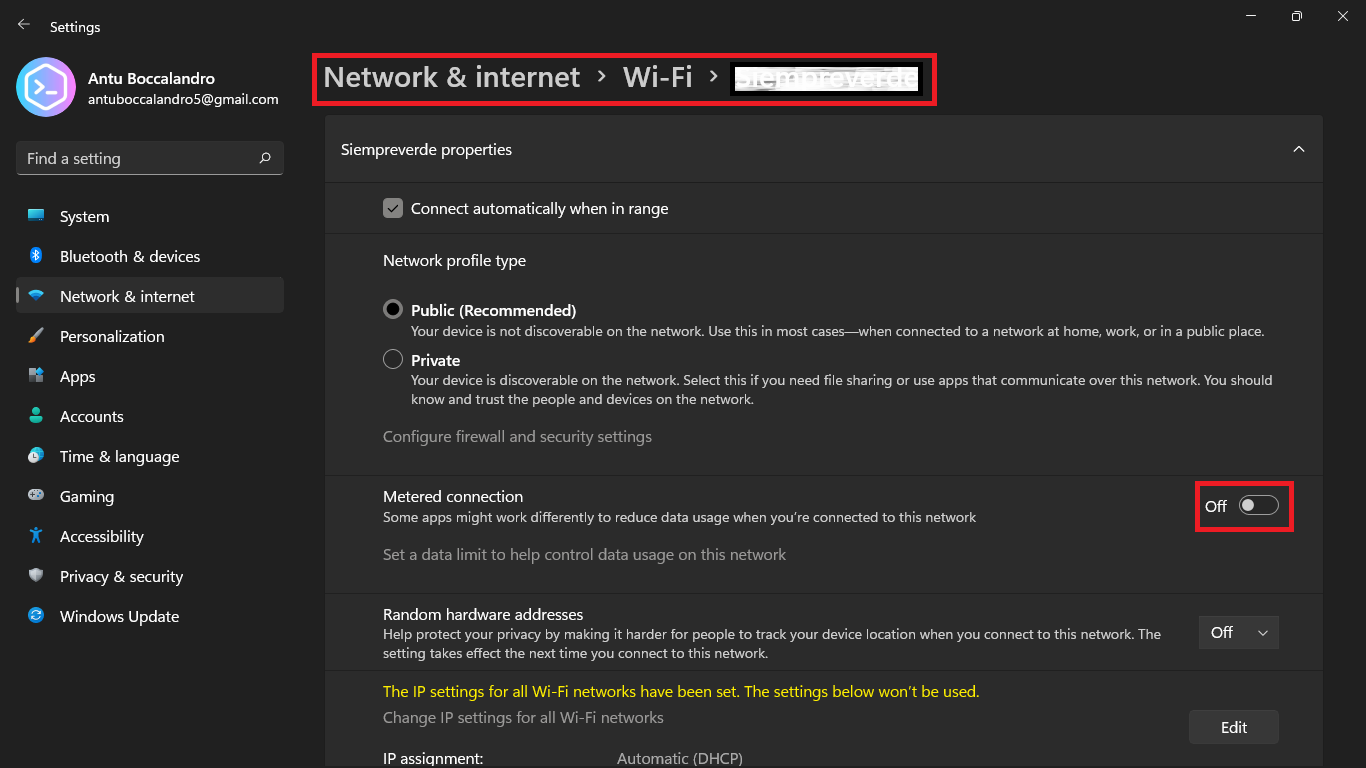 Settings
Antu Boccalandro
antuboccalandro5@gmail.com
Find a setting
System
Bluetooth & devices
Network & internet
Personalization
Apps
Accounts
Time & language
Gaming
Accessibility
Privacy & security
Windows Update
Network & internet > Wi-Fi >
Siempreverde properties
Connect automatically when in range
Network profile type
Public (Recommended)
Your device is not discoverable on the network. Use this in most cases—when connected to a network at home, work, or in a public place.
Private
Your device is discoverable on the network. Select this if you need file sharing or use apps that communicate over this network. You should
know and trust the people and devices on the network.
Configure firewall and security settings
Metered connection
Some apps might work differently to reduce data usage when you're connected to this network
Off
Set a data limit to help control data usage on this network
Random hardware addresses
Help protect your privacy by making it harder for people to track your device location when you connect to this network. The
setting takes effect the next time you connect to this network.
Off
The IP settings for all Wi-Fi networks have been set. The settings below won't be used.
Change IP settings for all Wi-Fi networks
Edit
IP assignment: Automatic (DHCP)